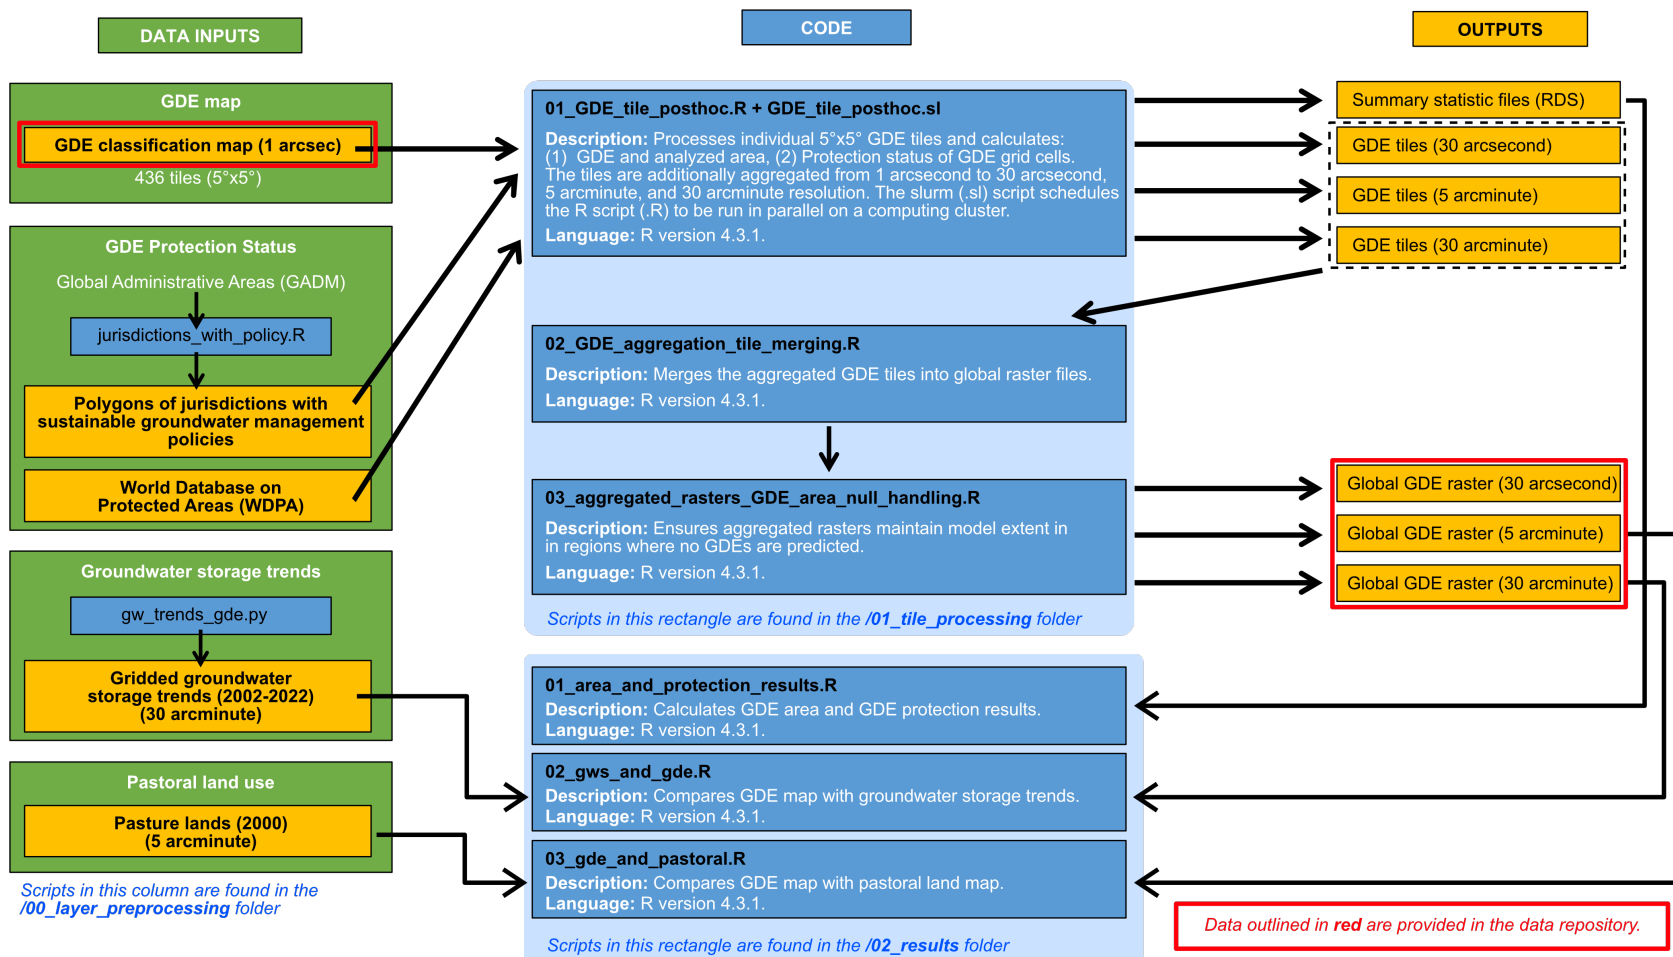 DATA INPUTS
GDE map
GDE classification map (1 arcsec)
436 tiles (5°x5°)
GDE Protection Status
Global Administrative Areas (GADM)
jurisdictions_with_policy.R
Polygons of jurisdictions with
sustainable groundwater management
policies
World Database on
Protected Areas (WDPA)
Groundwater storage trends
gw_trends_gde.py
Gridded groundwater
storage trends (2002-2022)
(30 arcminute)
Pastoral land use
Pasture lands (2000)
(5 arcminute)
Scripts in this column are found in the
/00_layer_preprocessing folder
CODE
01_GDE_tile_posthoc.R + GDE_tile_posthoc.sl
Description: Processes individual 5°x5° GDE tiles and calculates:
(1) GDE and analyzed area, (2) Protection status of GDE grid cells.
The tiles are additionally aggregated from 1 arcsecond to 30 arcsecond,
5 arcminute, and 30 arcminute resolution. The slurm (.sl) script schedules
the R script (.R) to be run in parallel on a computing cluster.
Language: R version 4.3.1.
02_GDE_aggregation_tile_merging.R
Description: Merges the aggregated GDE tiles into global raster files.
Language: R version 4.3.1.
03_aggregated_rasters_GDE_area_null_handling.R
Description: Ensures aggregated rasters maintain model extent in
in regions where no GDEs are predicted.
Language: R version 4.3.1.
Scripts in this rectangle are found in the /01_tile_processing folder
01_area_and_protection_results.R
Description: Calculates GDE area and GDE protection results.
Language: R version 4.3.1.
02_gws_and_gde.R
Description: Compares GDE map with groundwater storage trends.
Language: R version 4.3.1.
03_gde_and_pastoral.R
Description: Compares GDE map with pastoral land map.
Language: R version 4.3.1.
Scripts in this rectangle are found in the /02_results folder
OUTPUTS
Summary statistic files (RDS)
GDE tiles (30 arcsecond)
GDE tiles (5 arcminute)
GDE tiles (30 arcminute)
Global GDE raster (30 arcsecond)
Global GDE raster (5 arcminute)
Global GDE raster (30 arcminute)
Data outlined in red are provided in the data repository.